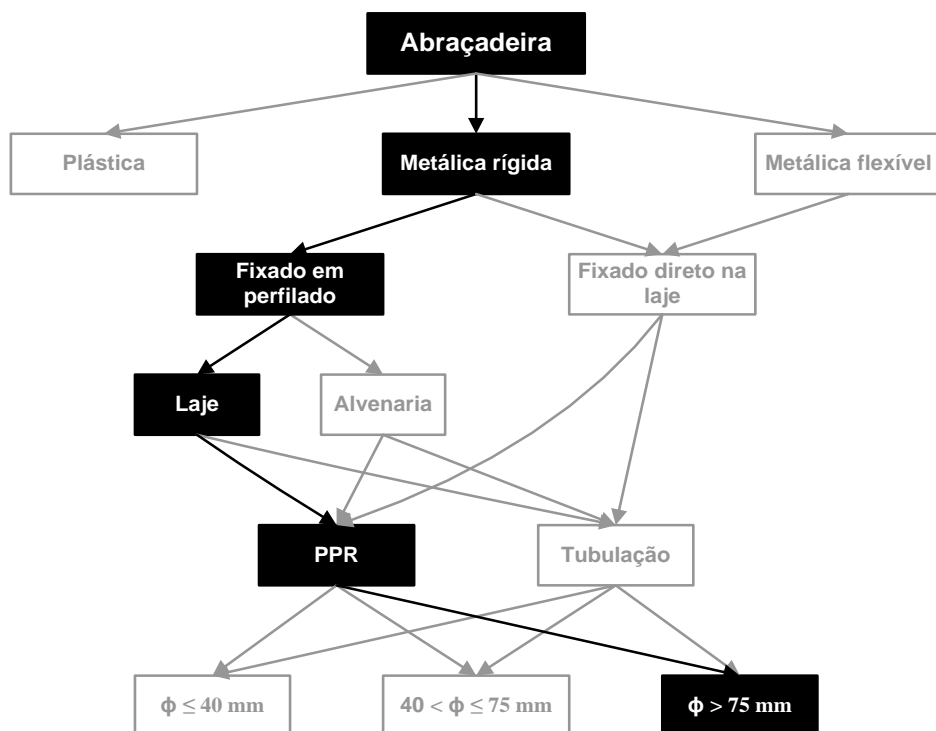 Abraçadeira
Plástica
Metálica rígida
Metálica flexível
Fixado em
perfilado
Fixado direto na
laje
Laje
Alvenaria
PPR
Tubulação
ϕ ≤ 40 mm
40 < ϕ ≤ 75 mm
ϕ > 75 mm